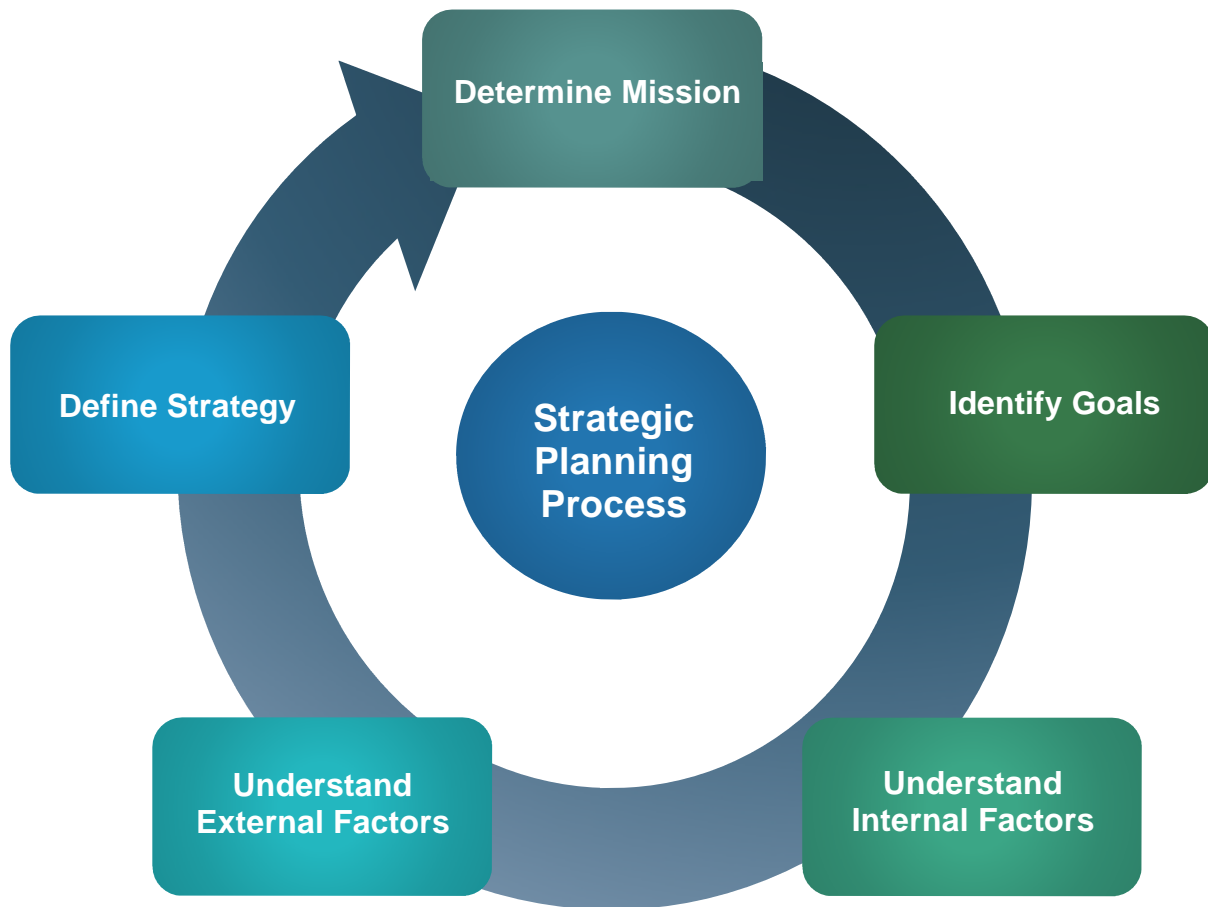 Determine Mission
Identify Goals
Understand
Internal Factors
Understand
External Factors
Define Strategy
Strategic
Planning
Process